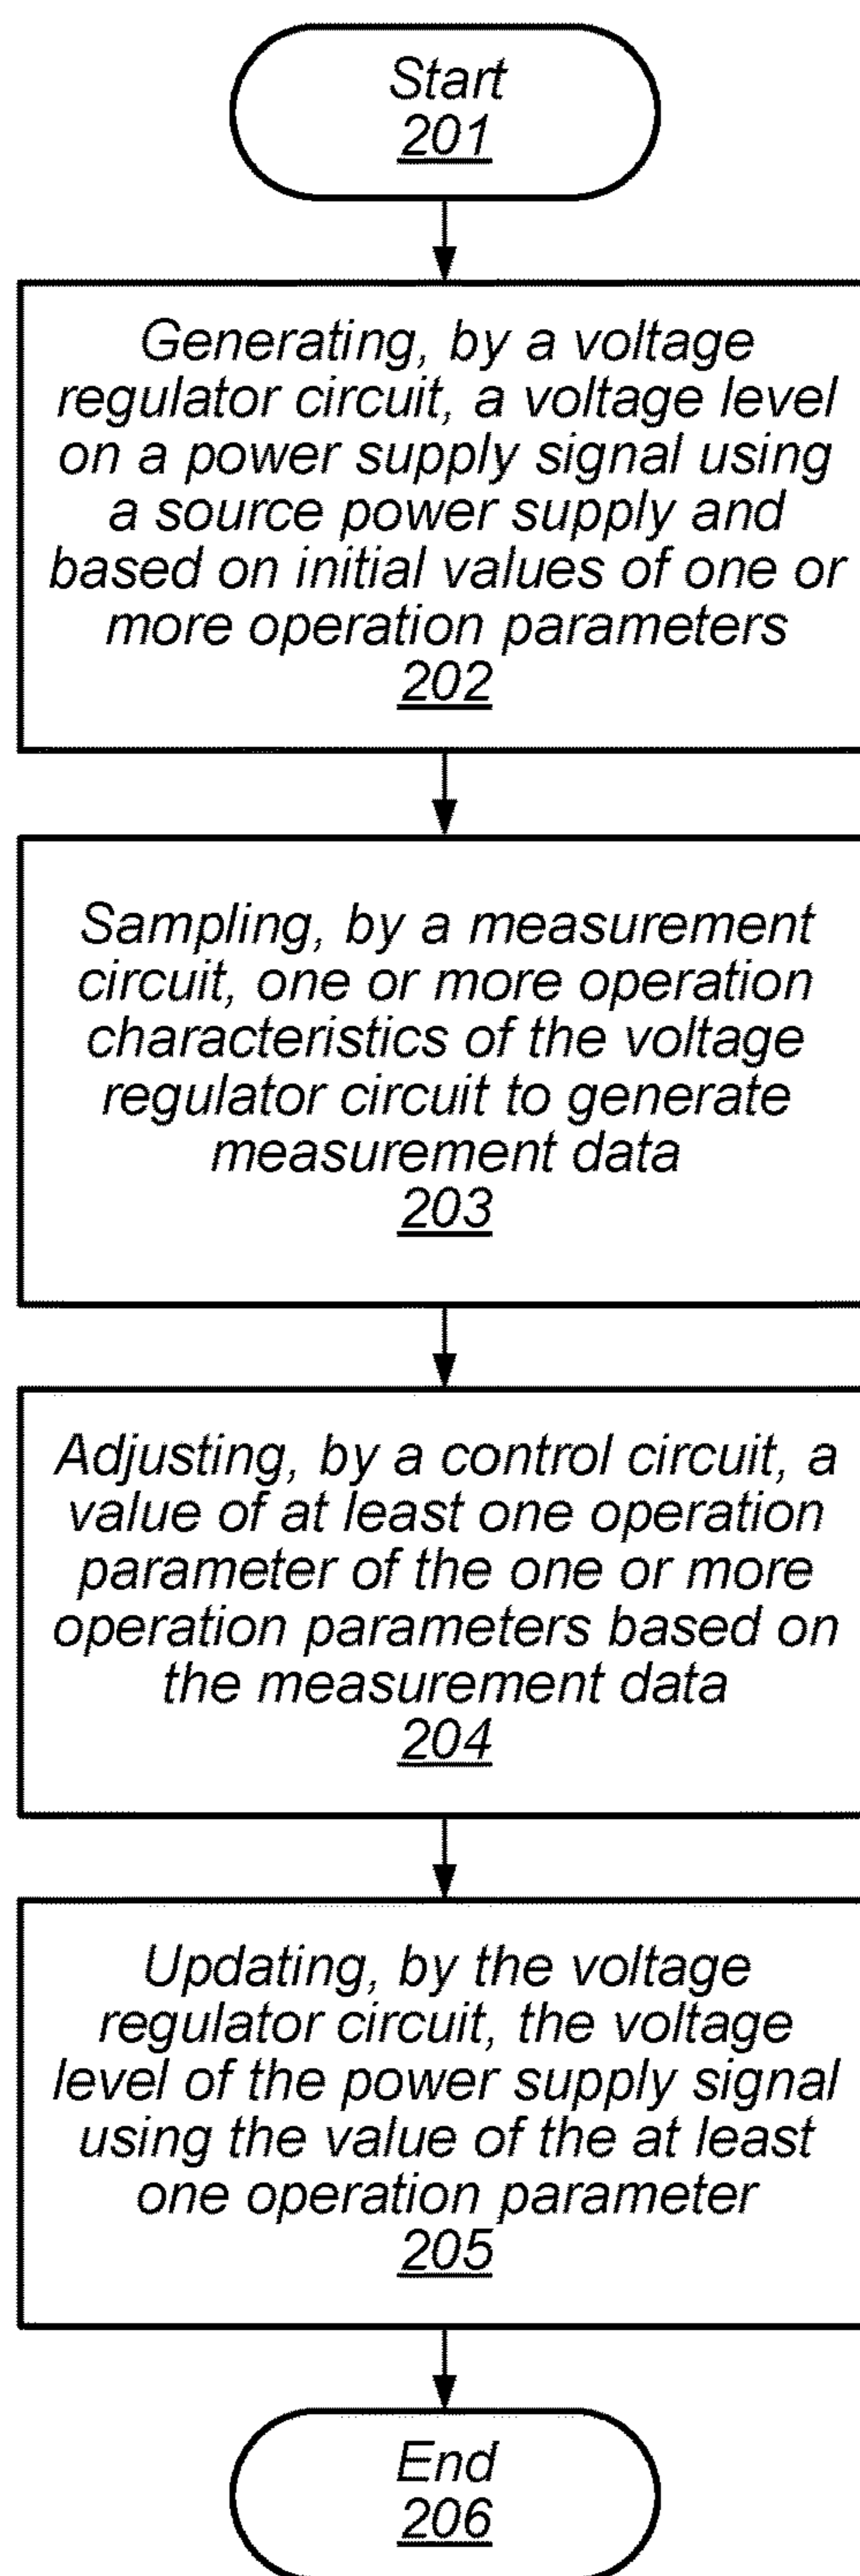 Start
201
Generating, by a voltage
regulator circuit, a voltage level
on a power supply signal using
a source power supply and
based on initial values of one or
more operation parameters
202
Sampling, by a measurement
circuit, one or more operation
characteristics of the voltage
regulator circuit to generate
measurement data
203
Adjusting, by a control circuit, a
value of at least one operation
parameter of the one or more
operation parameters based on
the measurement data
204
Updating, by the voltage
regulator circuit, the voltage
level of the power supply signal
using the value of the at least
one operation parameter
205
End
206